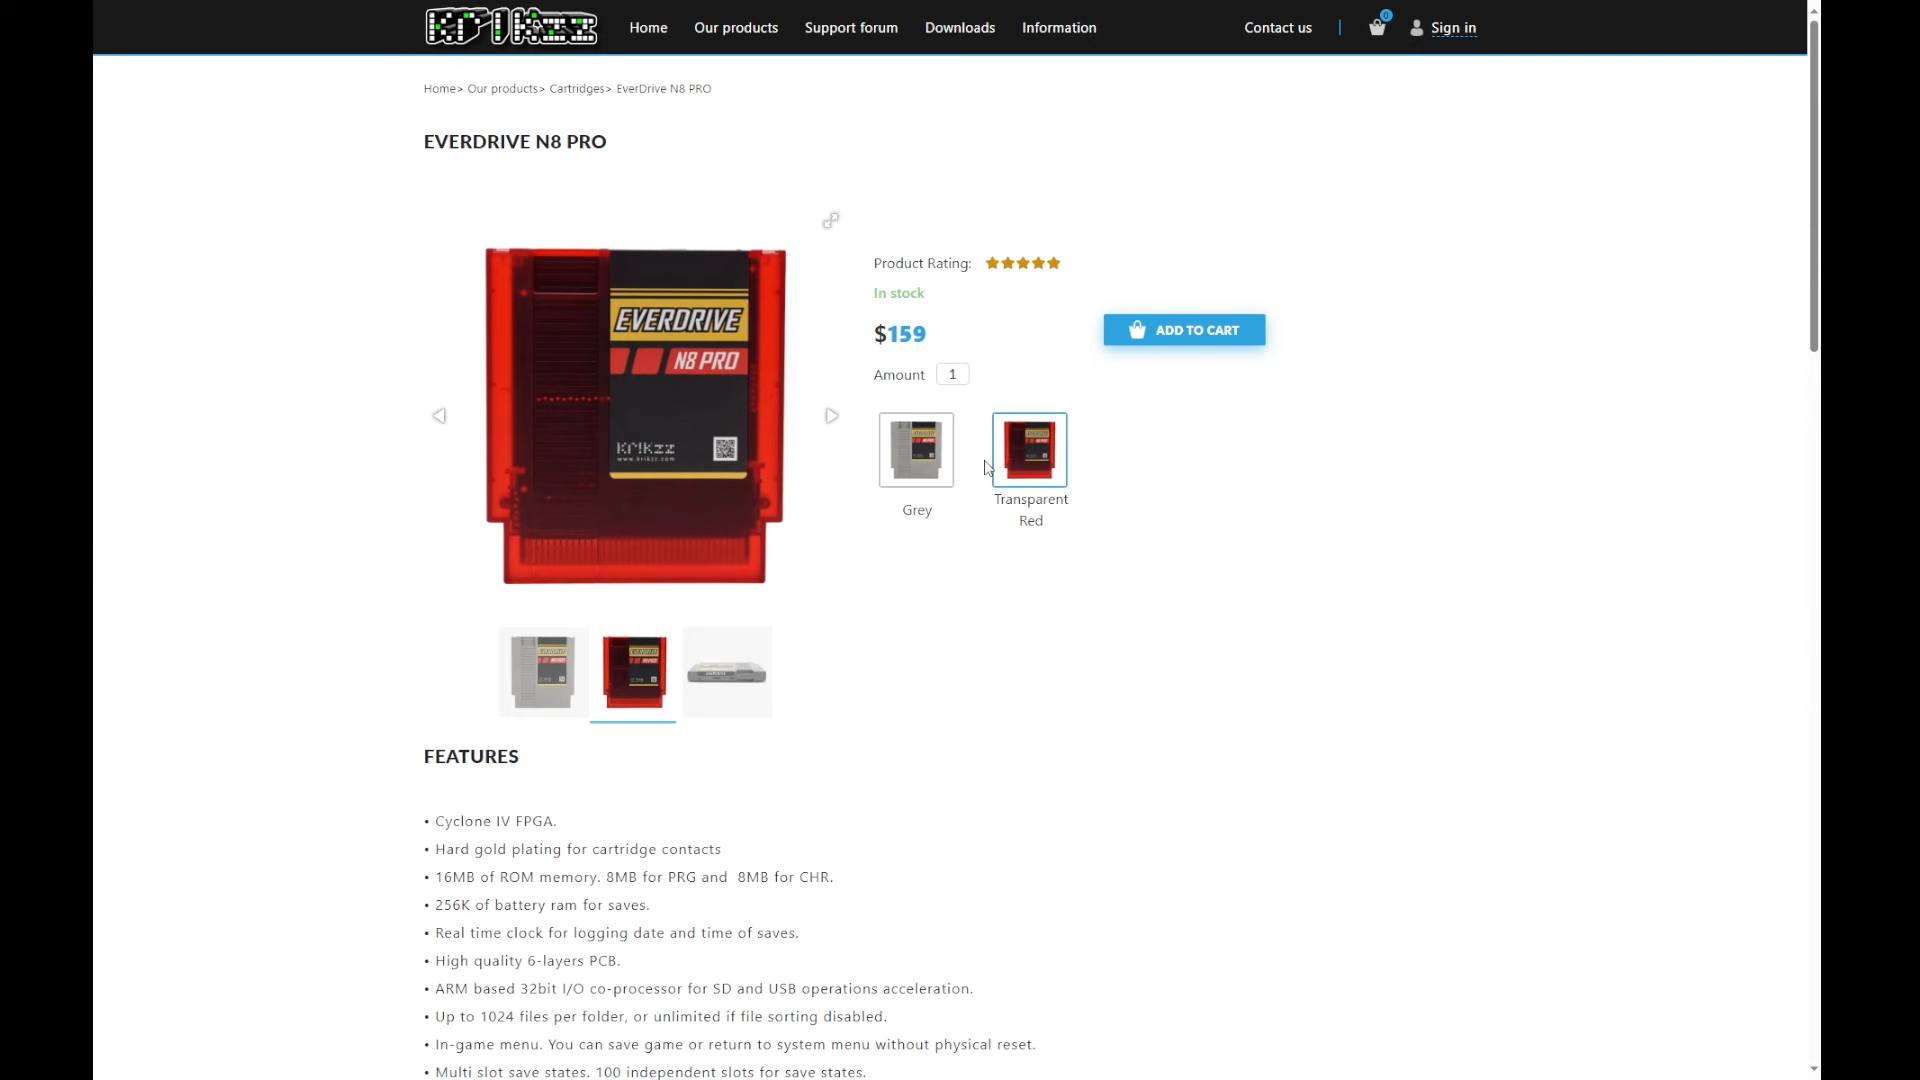 KRIKZZ
Home
Our products
Support forum
Downloads
Information
Contact us
|
0
Sign in
Home> Our products> Cartridges> EverDrive N8 PRO
EVERDRIVE N8 PRO
EVERDRIVE
N8 PRO
KRIKZZ
www.krikzz.com
Product Rating:
In stock
$159
ADD TO CART
Amount 1
Grey
Transparent
Red
FEATURES
• Cyclone IV FPGA.
• Hard gold plating for cartridge contacts
• 16MB of ROM memory. 8MB for PRG and 8MB for CHR.
• 256K of battery ram for saves.
• Real time clock for logging date and time of saves.
• High quality 6-layers PCB.
• ARM based 32bit I/O co-processor for SD and USB operations acceleration.
• Up to 1024 files per folder, or unlimited if file sorting disabled.
• In-game menu. You can save game or return to system menu without physical reset.
• Multi slot save states. 100 independent slots for save states.